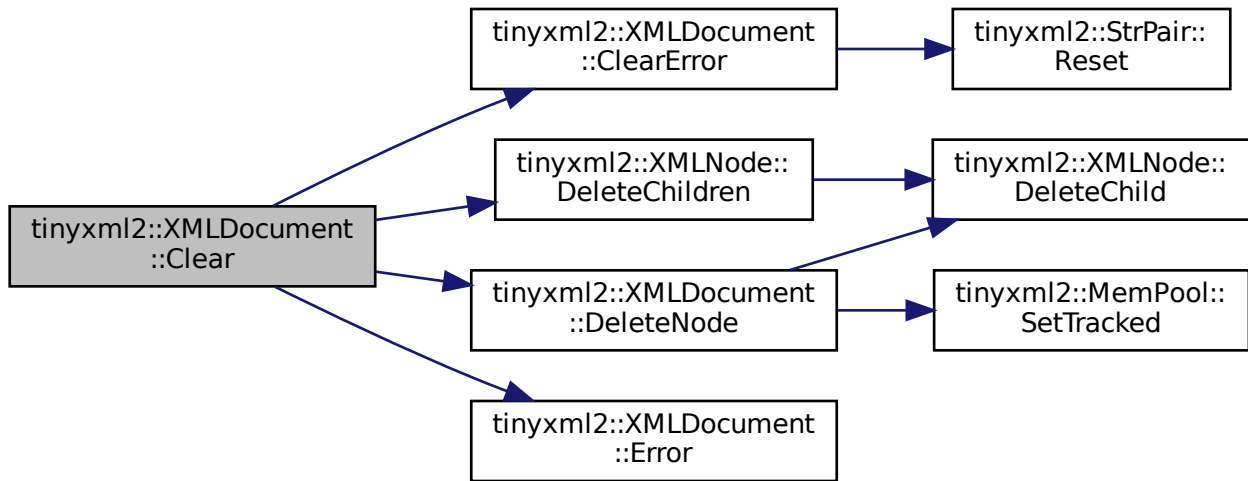 tinyxml2::XMLDocument
::Clear
tinyxml2::XMLDocument
::ClearError
tinyxml2::StrPair::
Reset
tinyxml2::XMLNode::
DeleteChildren
tinyxml2::XMLNode::
DeleteChild
tinyxml2::XMLDocument
::DeleteNode
tinyxml2::MemPool::
SetTracked
tinyxml2::XMLDocument
::Error